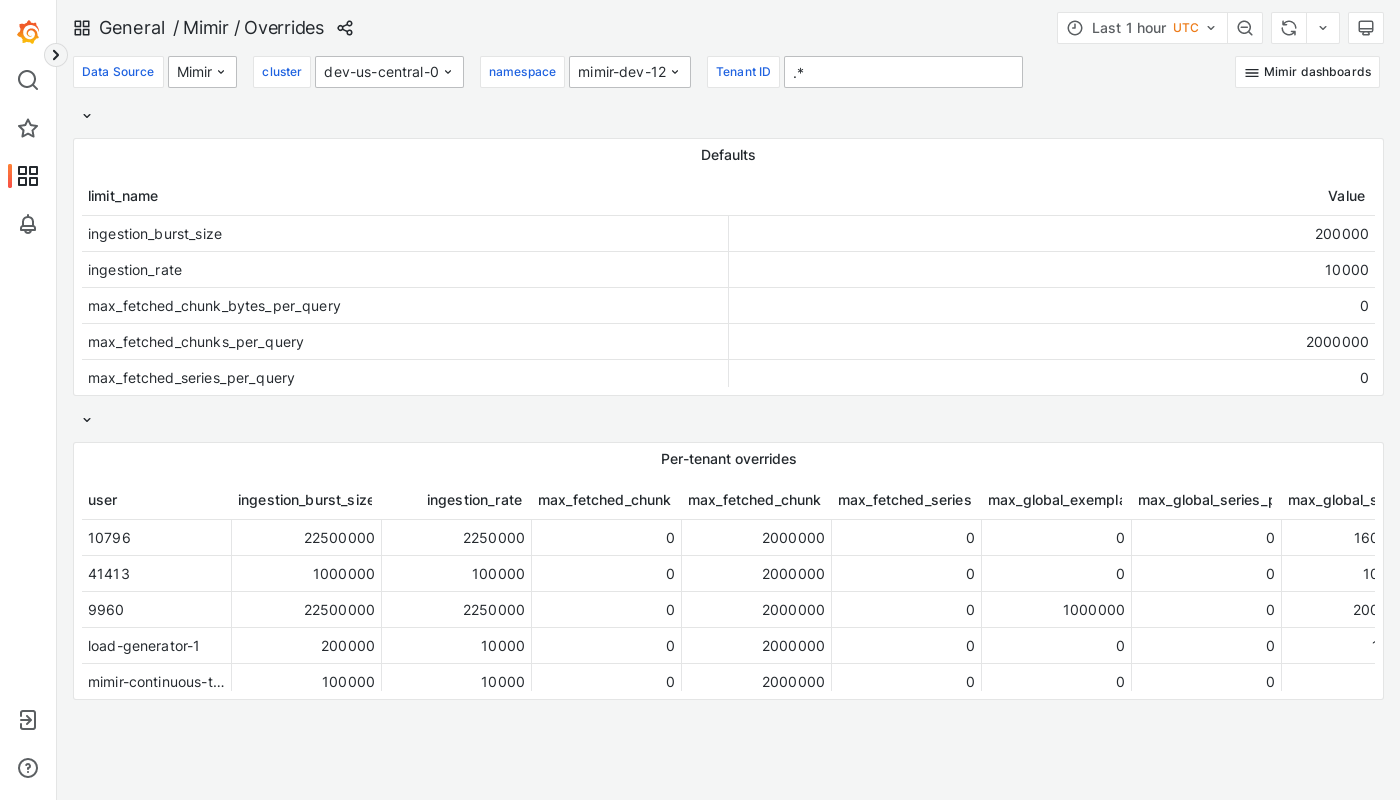 General / Mimir / Overrides
Last 1 hour UTC
Data Source Mimir cluster dev-us-central-0 namespace mimir-dev-12 Tenant ID .* Mimir dashboards
Defaults
limit_name Value
ingestion_burst_size 200000
ingestion_rate 10000
max_fetched_chunk_bytes_per_query 0
max_fetched_chunks_per_query 2000000
max_fetched_series_per_query 0
Per-tenant overrides
user ingestion_burst_size ingestion_rate max_fetched_chunk max_fetched_chunk max_fetched_series max_global_exempla max_global_series_p max_global_s
10796 22500000 2250000 0 2000000 0 0 0 160
41413 1000000 100000 0 2000000 0 0 0 10
9960 22500000 2250000 0 2000000 0 1000000 0 200
load-generator-1 200000 10000 0 2000000 0 0 0
mimir-continuous-t... 100000 10000 0 2000000 0 0 0